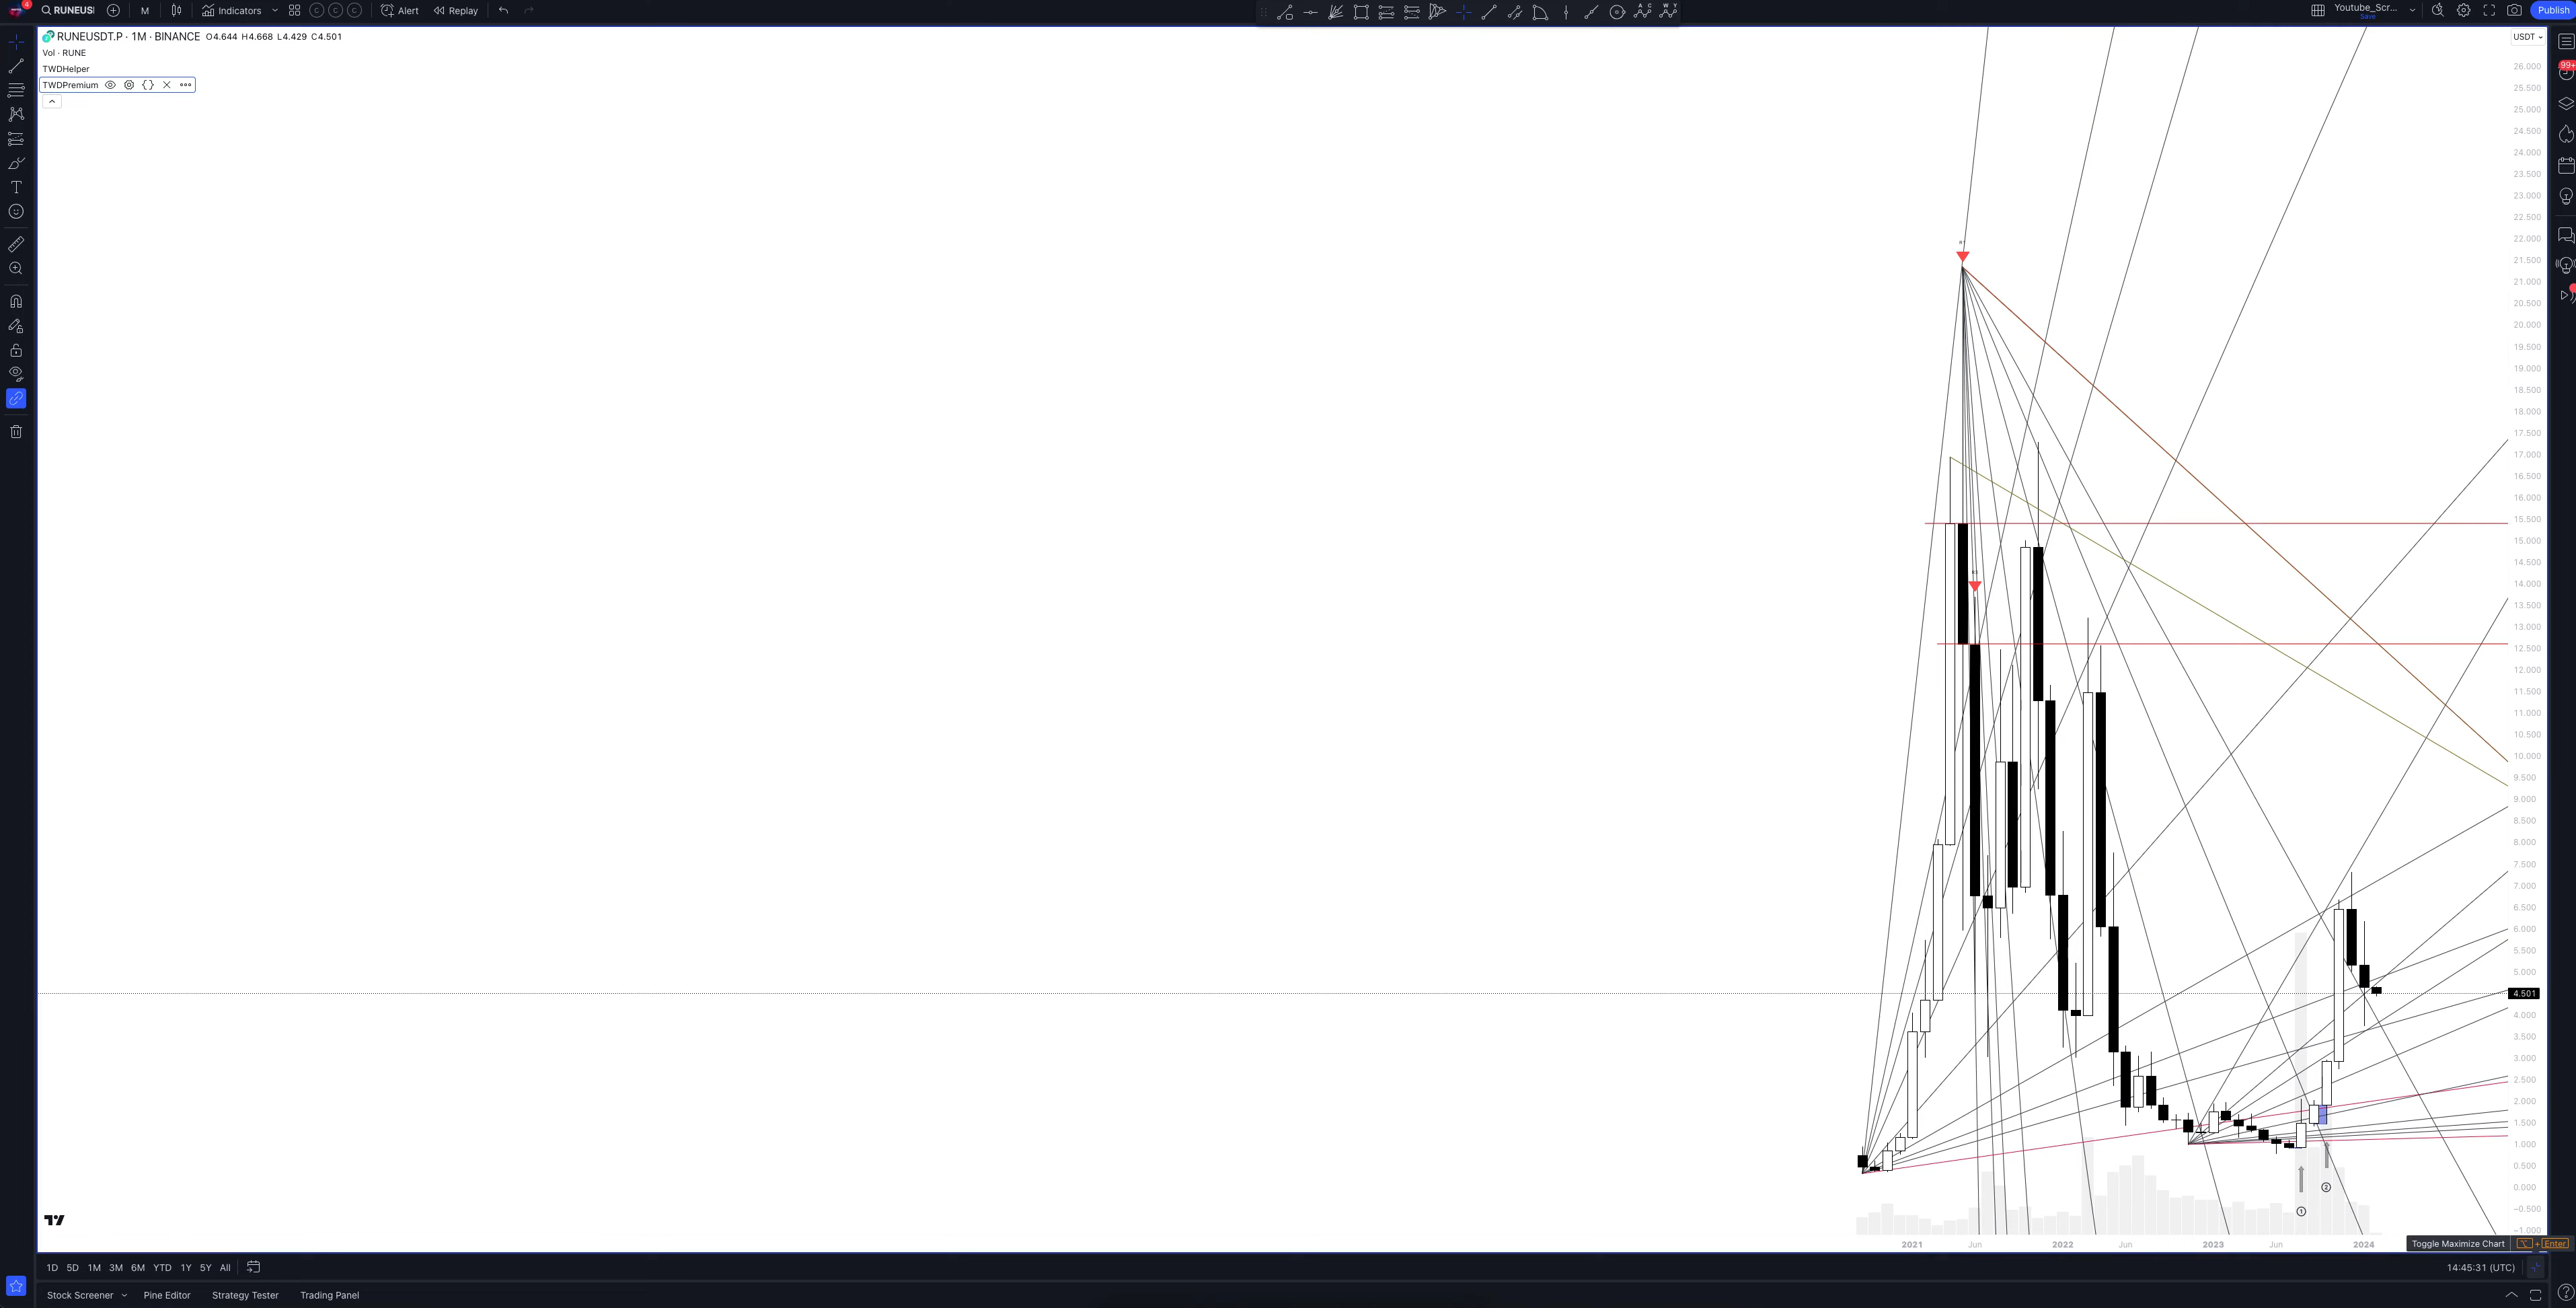 4
RUNEUS
M
Indicators
C
C
C
Alert
Replay
A C
W Y
Youtube_Scr...
Save
Publish
RUNEUSDT.P · 1M · BINANCE O4.644 H4.668 L4.429 C4.501
USDT
Vol · RUNE
TWDHelper
TWDPremium
99+
26.000
25.500
25.000
24.500
24.000
23.500
23.000
22.500
22.000
21.500
21.000
20.500
20.000
19.500
19.000
18.500
18.000
17.500
17.000
16.500
16.000
15.500
15.000
14.500
14.000
13.500
13.000
12.500
12.000
11.500
11.000
10.500
10.000
9.500
9.000
8.500
8.000
7.500
7.000
6.500
6.000
5.500
5.000
4.501
4.000
3.500
3.000
2.500
2.000
1.500
1.000
0.500
0.000
−0.500
−1.000
2
1
2021
Jun
2022
Jun
2023
Jun
2024
Toggle Maximize Chart
+ Enter
1D 5D 1M 3M 6M YTD 1Y 5Y All
14:45:31 (UTC)
Stock Screener
Pine Editor
Strategy Tester
Trading Panel